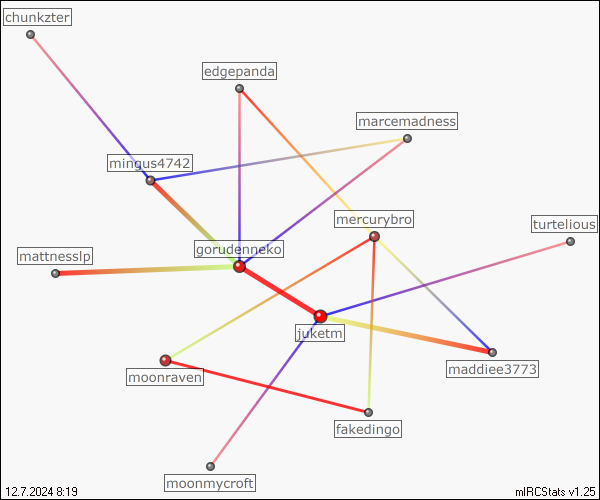 chunkzter
edgepanda
marcemadness
mingus4742
mercurybro
turtelious
gorudenneko
mattnesslp
juketm
maddiee3773
moonraven
fakedingo
moonmycroft
12.7.2024 8:19
mIRCStats v1.25